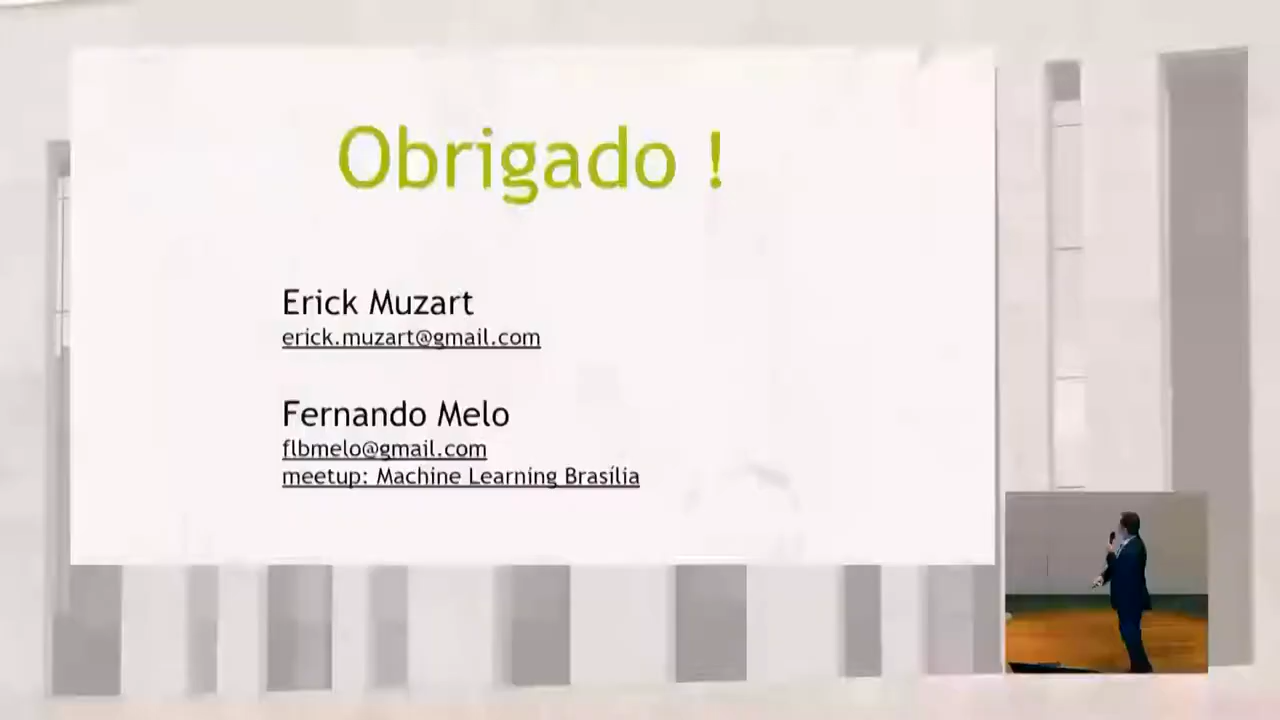 Obrigado !
Erick Muzart
erick.muzart@gmail.com
Fernando Melo
flbmelo@gmail.com
meetup: Machine Learning Brasília